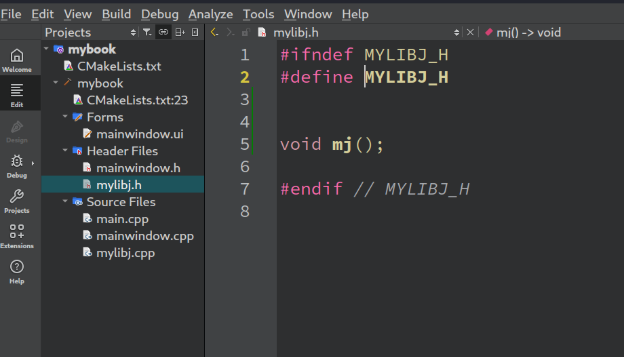 File Edit View Build Debug Analyze Tools Window Help
Projects
mylibj.h
mj() -> void
Welcome
Edit
Design
Debug
Projects
Extensions
Help
mybook
CMakeLists.txt
mybook
CMakeLists.txt:23
Forms
mainwindow.ui
Header Files
mainwindow.h
mylibj.h
Source Files
main.cpp
mainwindow.cpp
mylibj.cpp
1 #ifndef MYLIBJ_H
2 #define MYLIBJ_H
3
4
5 void mj();
6
7 #endif // MYLIBJ_H
8